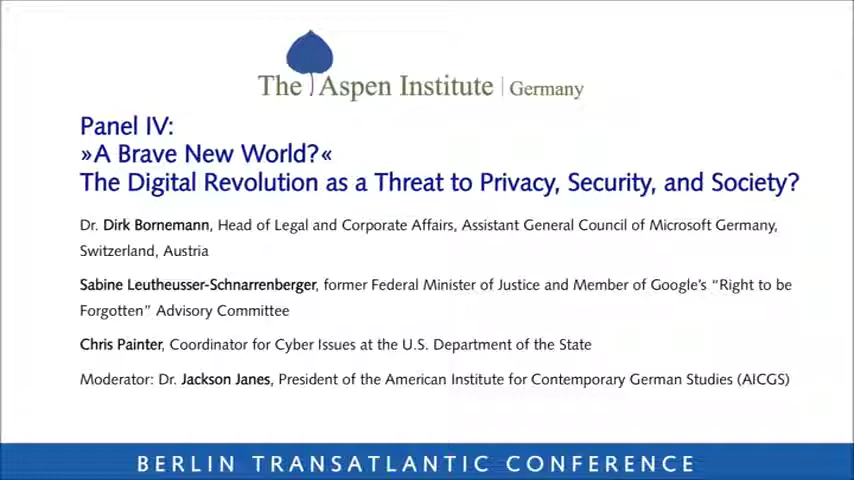 The Aspen Institute | Germany
Panel IV:
»A Brave New World?«
The Digital Revolution as a Threat to Privacy, Security, and Society?
Dr. Dirk Bornemann, Head of Legal and Corporate Affairs, Assistant General Council of Microsoft Germany,
Switzerland, Austria
Sabine Leutheusser-Schnarrenberger, former Federal Minister of Justice and Member of Google's “Right to be
Forgotten” Advisory Committee
Chris Painter, Coordinator for Cyber Issues at the U.S. Department of the State
Moderator: Dr. Jackson Janes, President of the American Institute for Contemporary German Studies (AICGS)
BERLIN TRANSATLANTIC CONFERENCE